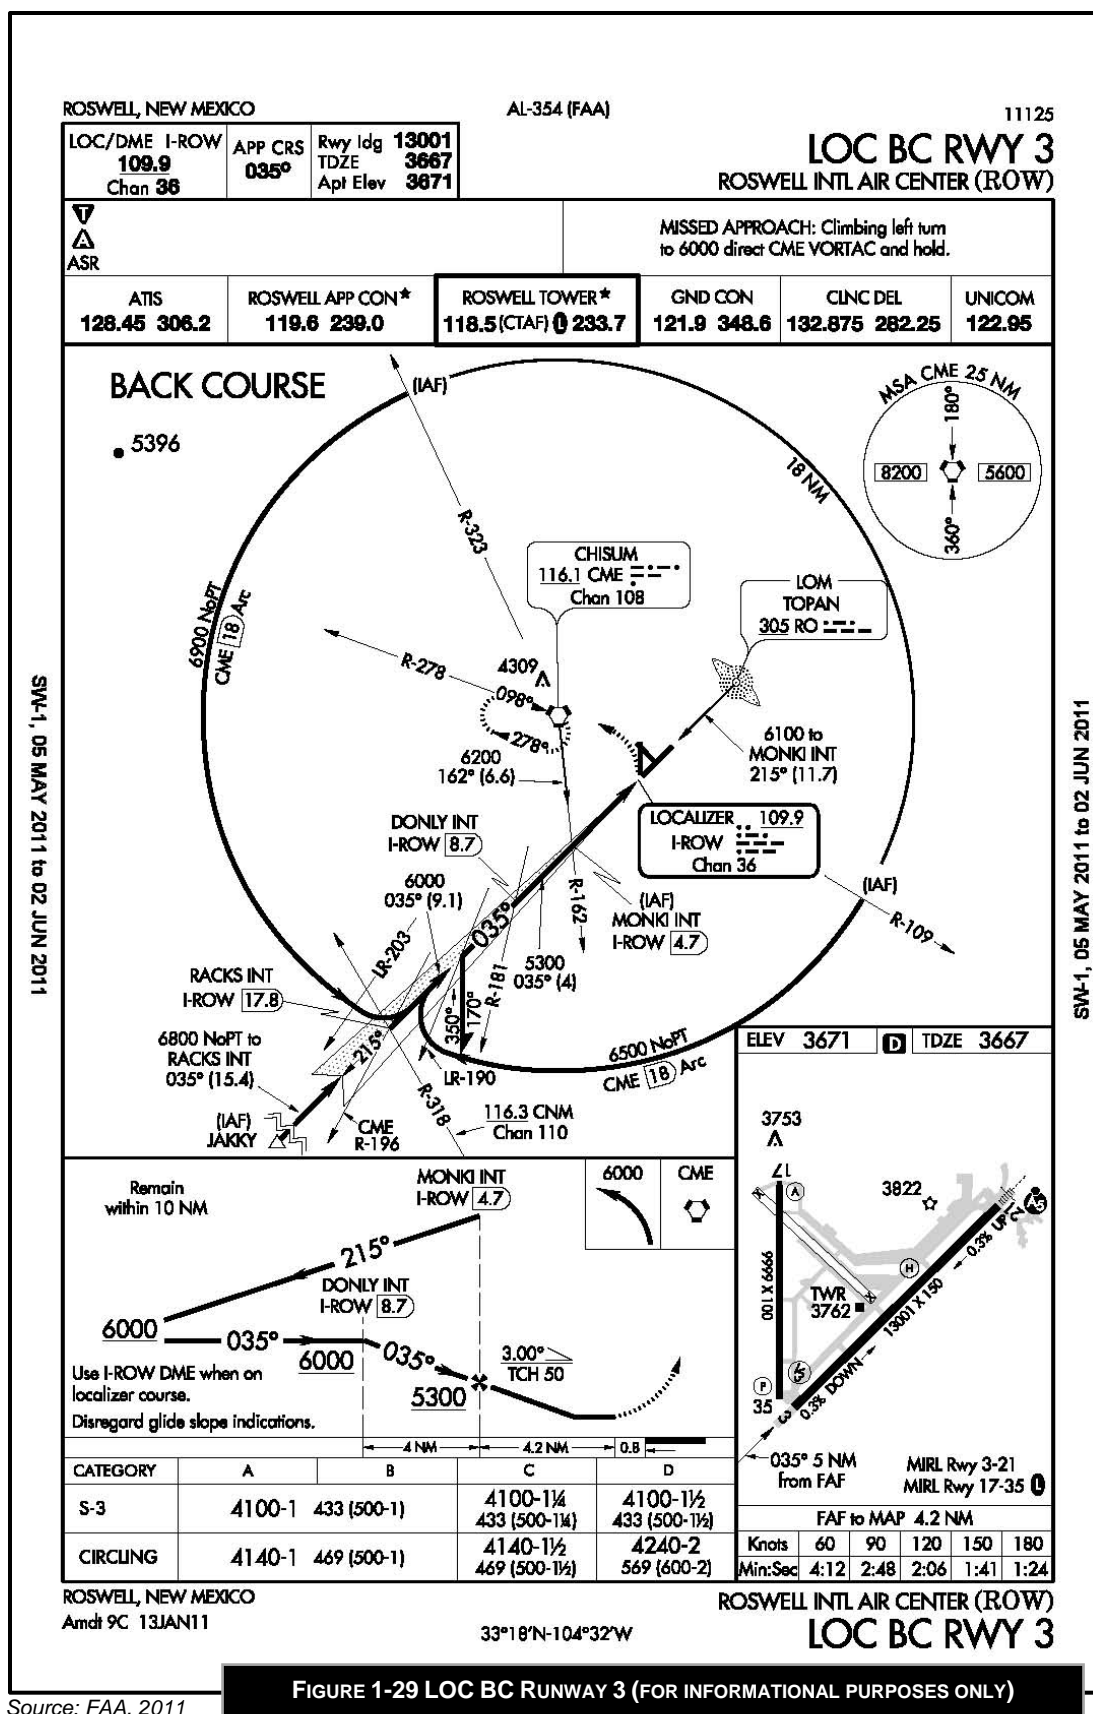 ROSWELL, NEW MEXICO
AL-354 (FAA)
11125
LOC/DME I-ROW
109.9
Chan 36
APP CRS
035°
Rwy ldg 13001
TDZE 3667
Apt Elev 3671
LOC BC RWY 3
ROSWELL INTL AIR CENTER (ROW)
T
A
ASR
MISSED APPROACH: Climbing left turn
to 6000 direct CME VORTAC and hold.
ATIS
128.45 306.2
ROSWELL APP CON★
119.6 239.0
ROSWELL TOWER★
118.5 (CTAF) L 233.7
GND CON
121.9 348.6
CLNC DEL
132.875 282.25
UNICOM
122.95
BACK COURSE
5396
(IAF)
18 NM
MSA CME 25 NM
180°
8200
5600
360°
R-323
CHISUM
116.1 CME
Chan 108
LOM
TOPAN
305 RO
6900 NoPT
CME 18 Arc
R-278
4309
098°
278°
6200
162° (6.6)
6100 to
MONKI INT
215° (11.7)
DONLY INT
I-ROW 8.7
LOCALIZER 109.9
I-ROW
Chan 36
6000
035° (9.1)
035°
R-162
(IAF)
MONKI INT
I-ROW 4.7
(IAF)
R-109
LR-203
5300
035° (4)
R-181
RACKS INT
I-ROW 17.8
350°
170°
6800 NoPT to
RACKS INT
035° (15.4)
215°
LR-190
6500 NoPT
CME 18 Arc
R-318
116.3 CNM
Chan 110
(IAF)
JAKKY
CME
R-196
ELEV 3671
D
TDZE 3667
3753
17
A
3822
21
A5
0.3% UP
H
9999 X 100
TWR
3762
13001 X 150
P
35
V5
0.3% DOWN
3
035° 5 NM
from FAF
MIRL Rwy 3-21
MIRL Rwy 17-35 L
FAF to MAP 4.2 NM
Knots 60 90 120 150 180
Min:Sec 4:12 2:48 2:06 1:41 1:24
Remain
within 10 NM
MONKI INT
I-ROW 4.7
6000
CME
215°
DONLY INT
I-ROW 8.7
6000
035°
6000
035°
5300
3.00°
TCH 50
Use I-ROW DME when on
localizer course.
Disregard glide slope indications.
4 NM
4.2 NM
0.8
CATEGORY A B C D
S-3 4100-1 433 (500-1) 4100-1¼ 433 (500-1¼) 4100-1½ 433 (500-1½)
CIRCLING 4140-1 469 (500-1) 4140-1½ 469 (500-1½) 4240-2 569 (600-2)
ROSWELL, NEW MEXICO
Amdt 9C 13JAN11
33°18'N-104°32'W
ROSWELL INTL AIR CENTER (ROW)
LOC BC RWY 3
SW-1, 05 MAY 2011 to 02 JUN 2011
SW-1, 05 MAY 2011 to 02 JUN 2011
FIGURE 1-29 LOC BC RUNWAY 3 (FOR INFORMATIONAL PURPOSES ONLY)
Source: FAA, 2011